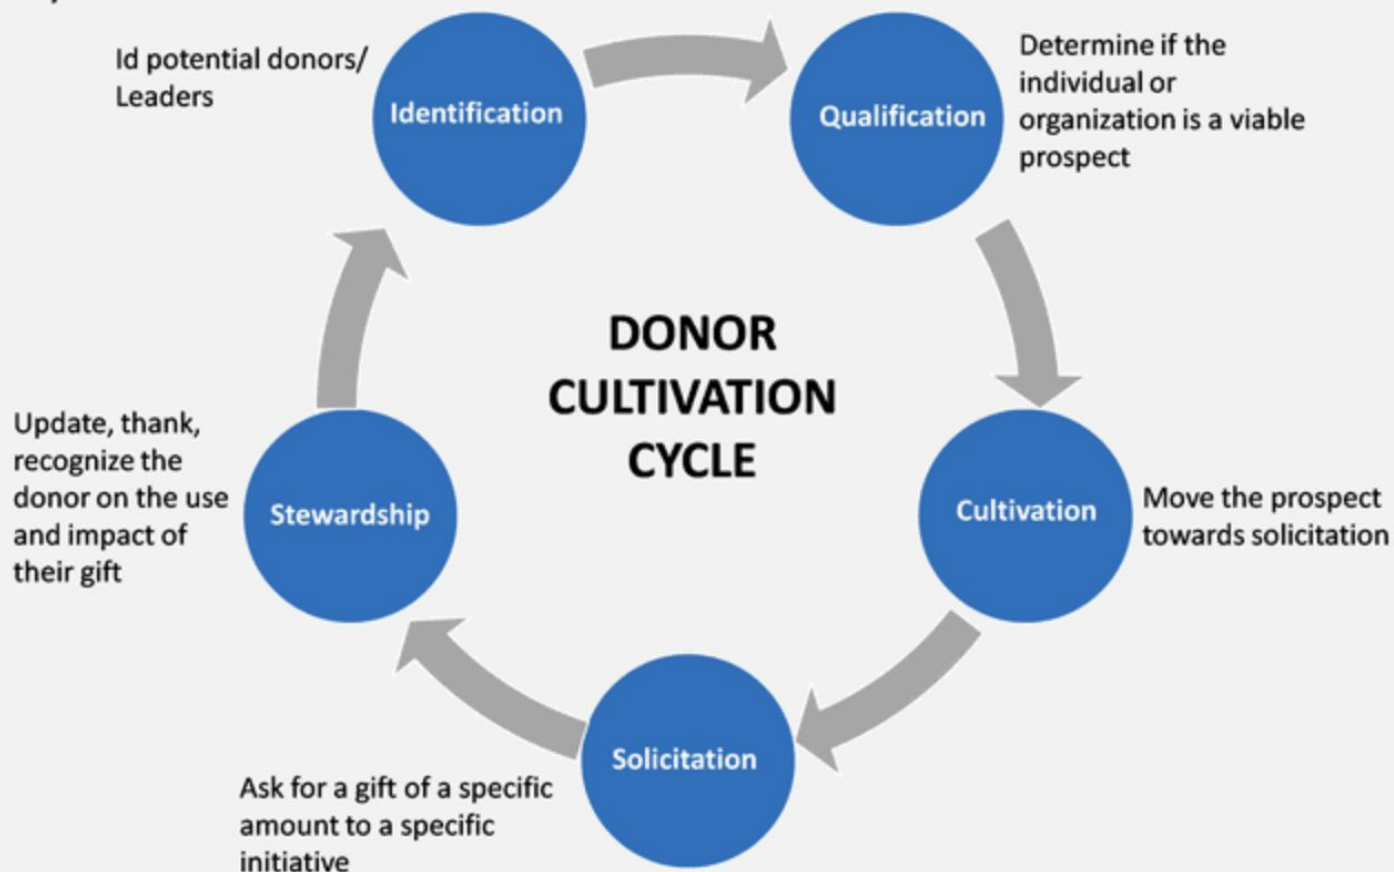 Id potential donors/
Leaders
Identification
Qualification
Determine if the
individual or
organization is a viable
prospect
DONOR
CULTIVATION
CYCLE
Update, thank,
recognize the
donor on the use
and impact of
their gift
Stewardship
Cultivation
Move the prospect
towards solicitation
Solicitation
Ask for a gift of a specific
amount to a specific
initiative